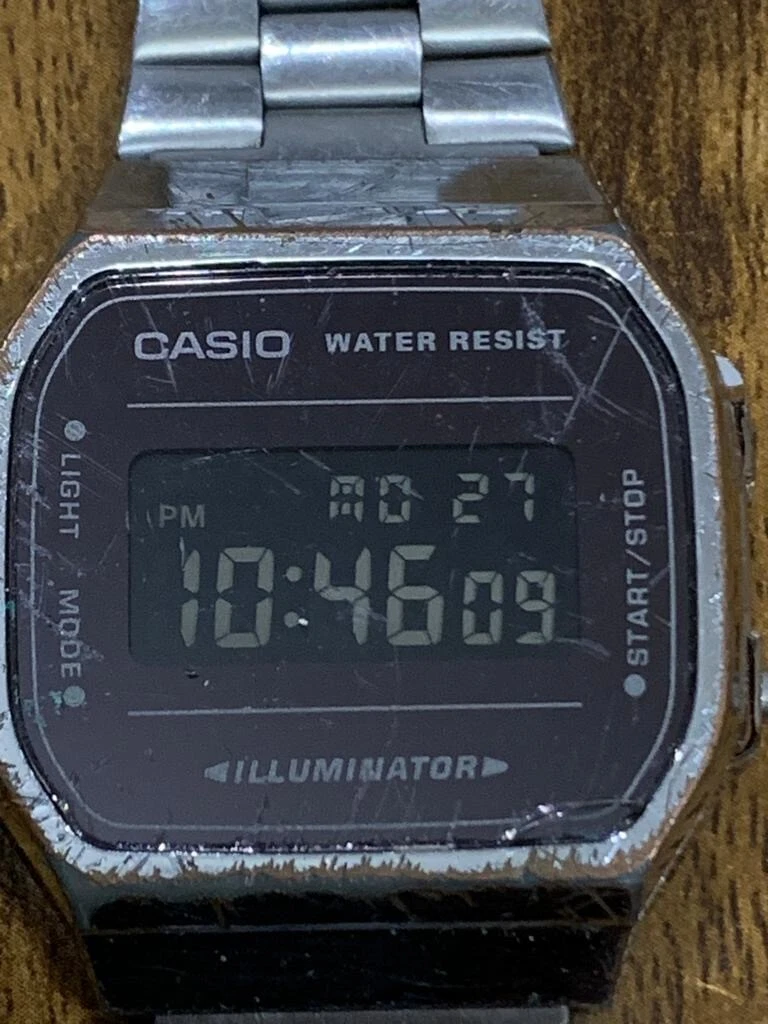 CASIO WATER RESIST
LIGHT
MODE
PM MO 27
10:46 09
START/STOP
ILLUMINATOR